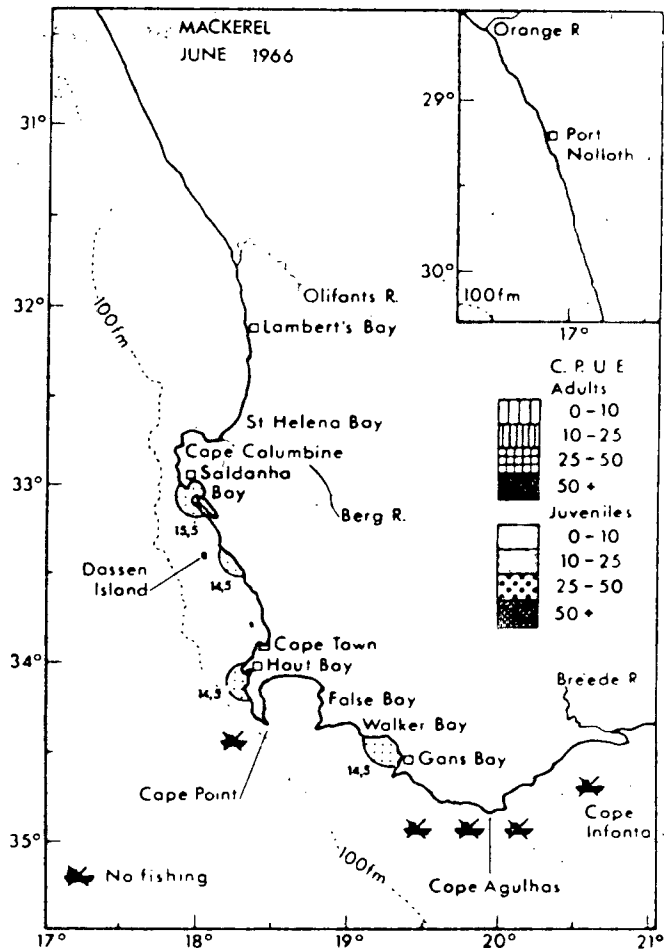 MACKEREL
JUNE 1966
Orange R
29°
Port
Nolloth
30°
100fm
17°
31°
32°
33°
34°
35°
100fm
Olifants R.
Lambert's Bay
St Helena Bay
Cape Calumbine
Saldanha
Bay
15,5
Berg R.
Dassen
Island
14,5
Cape Town
Hout Bay
14,5
False Bay
Walker Bay
14,5
Gans Bay
Breede R
Cape Point
Cape
Infanta
Cape Agulhas
100fm
No fishing
C. P. U E
Adults
0-10
10-25
25-50
50+
Juveniles
0-10
10-25
25-50
50+
17°
18°
19°
20°
21°